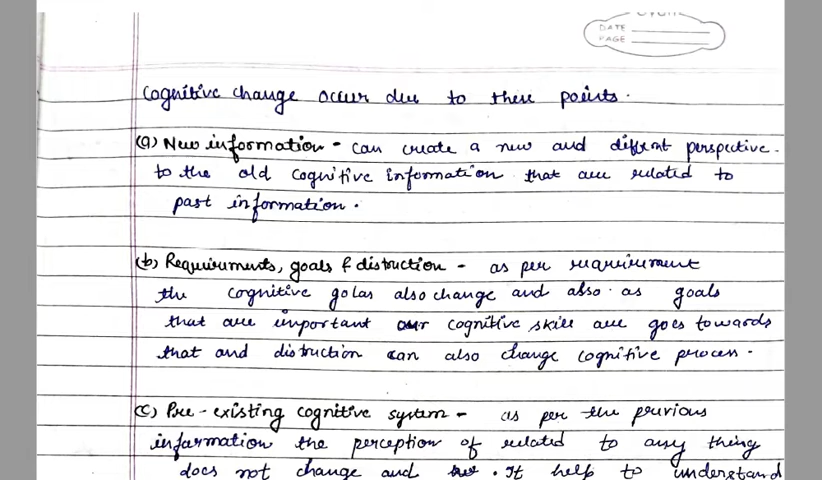 DATE
PAGE
Cognitive change occur due to these points.
(a) New information - can create a new and diffent perspective.
to the old cognitive information that are related to
past information.
(b) Requirements, goals & distruction - as per requirement
the cognitive golas also change and also as goals
that are important our cognitive skill are goes towards
that and distruction can also change cognitive process.
(c) Pre-existing cognitive system - as per the previous
information the perception of related to any thing
does not change and . It help to understand